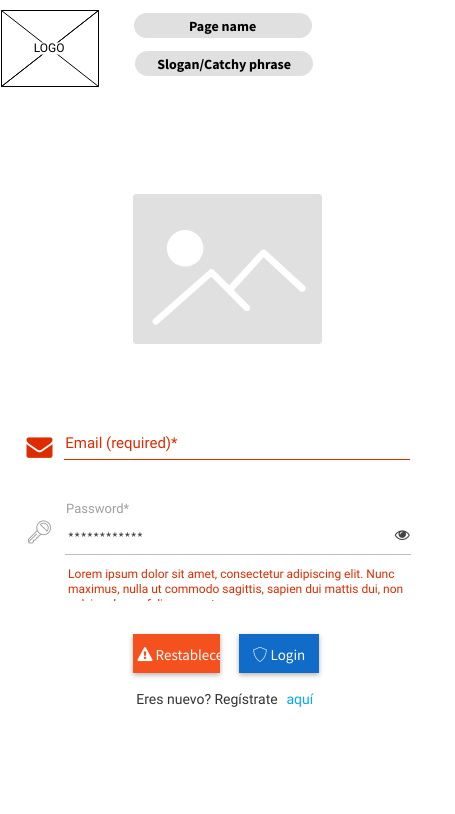 LOGO
Page name
Slogan/Catchy phrase
Email (required)*
Password*
************
Lorem ipsum dolor sit amet, consectetur adipiscing elit. Nunc
maximus, nulla ut commodo sagittis, sapien dui mattis dui, non
Restablece
Login
Eres nuevo? Regístrate aquí